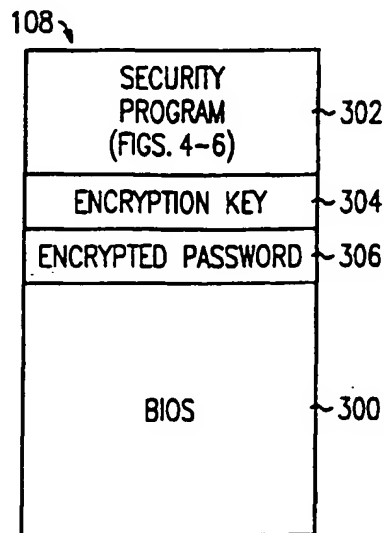 108
SECURITY
PROGRAM
(FIGS. 4~6)
302
ENCRYPTION KEY
304
ENCRYPTED PASSWORD
306
BIOS
300